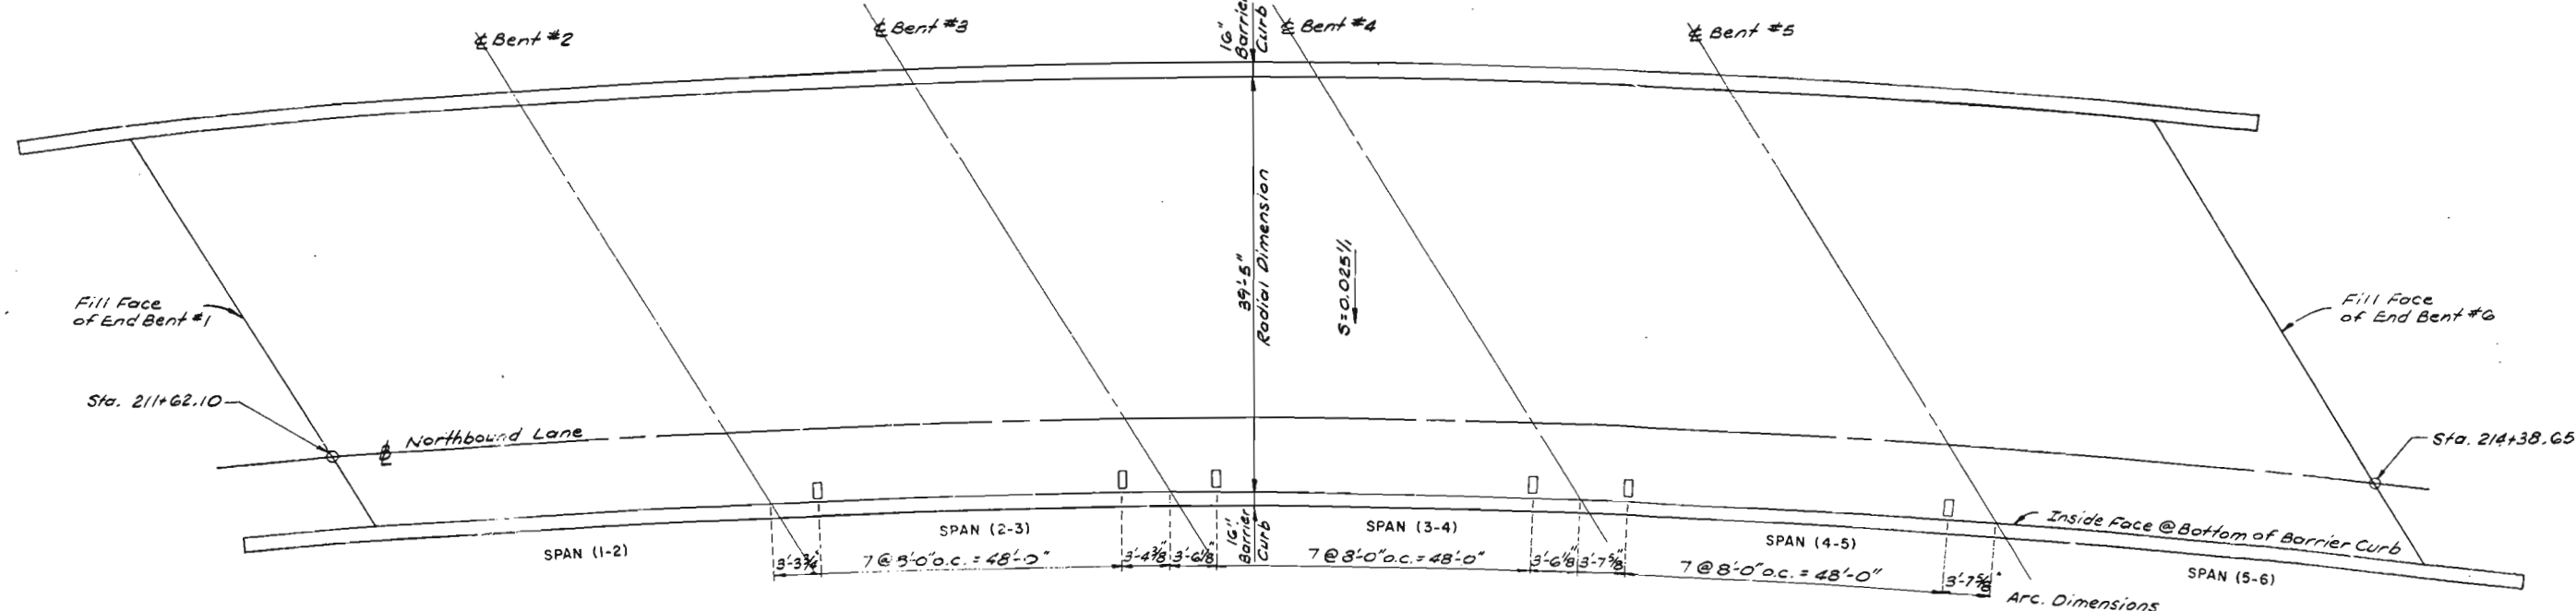 ℄ Bent #2
℄ Bent #3
16"
Barrier
Curb
℄ Bent #4
℄ Bent #5
39'-5"
Radial Dimension
S=0.025'/,
Fill Face
of End Bent #1
Fill Face
of End Bent #6
Sta. 211+62.10
℄ Northbound Lane
Sta. 214+38.65
SPAN (1-2)
SPAN (2-3)
16"
Barrier
Curb
SPAN (3-4)
SPAN (4-5)
Inside Face @ Bottom of Barrier Curb
SPAN (5-6)
3'-3¾"
7 @ 8'-0" o.c. = 48'-0"
3'-4⅜"
3'-6⅛"
7 @ 8'-0" o.c. = 48'-0"
3'-6⅛"
3'-7⅝"
7 @ 8'-0" o.c. = 48'-0"
3'-7⅝"
Arc. Dimensions